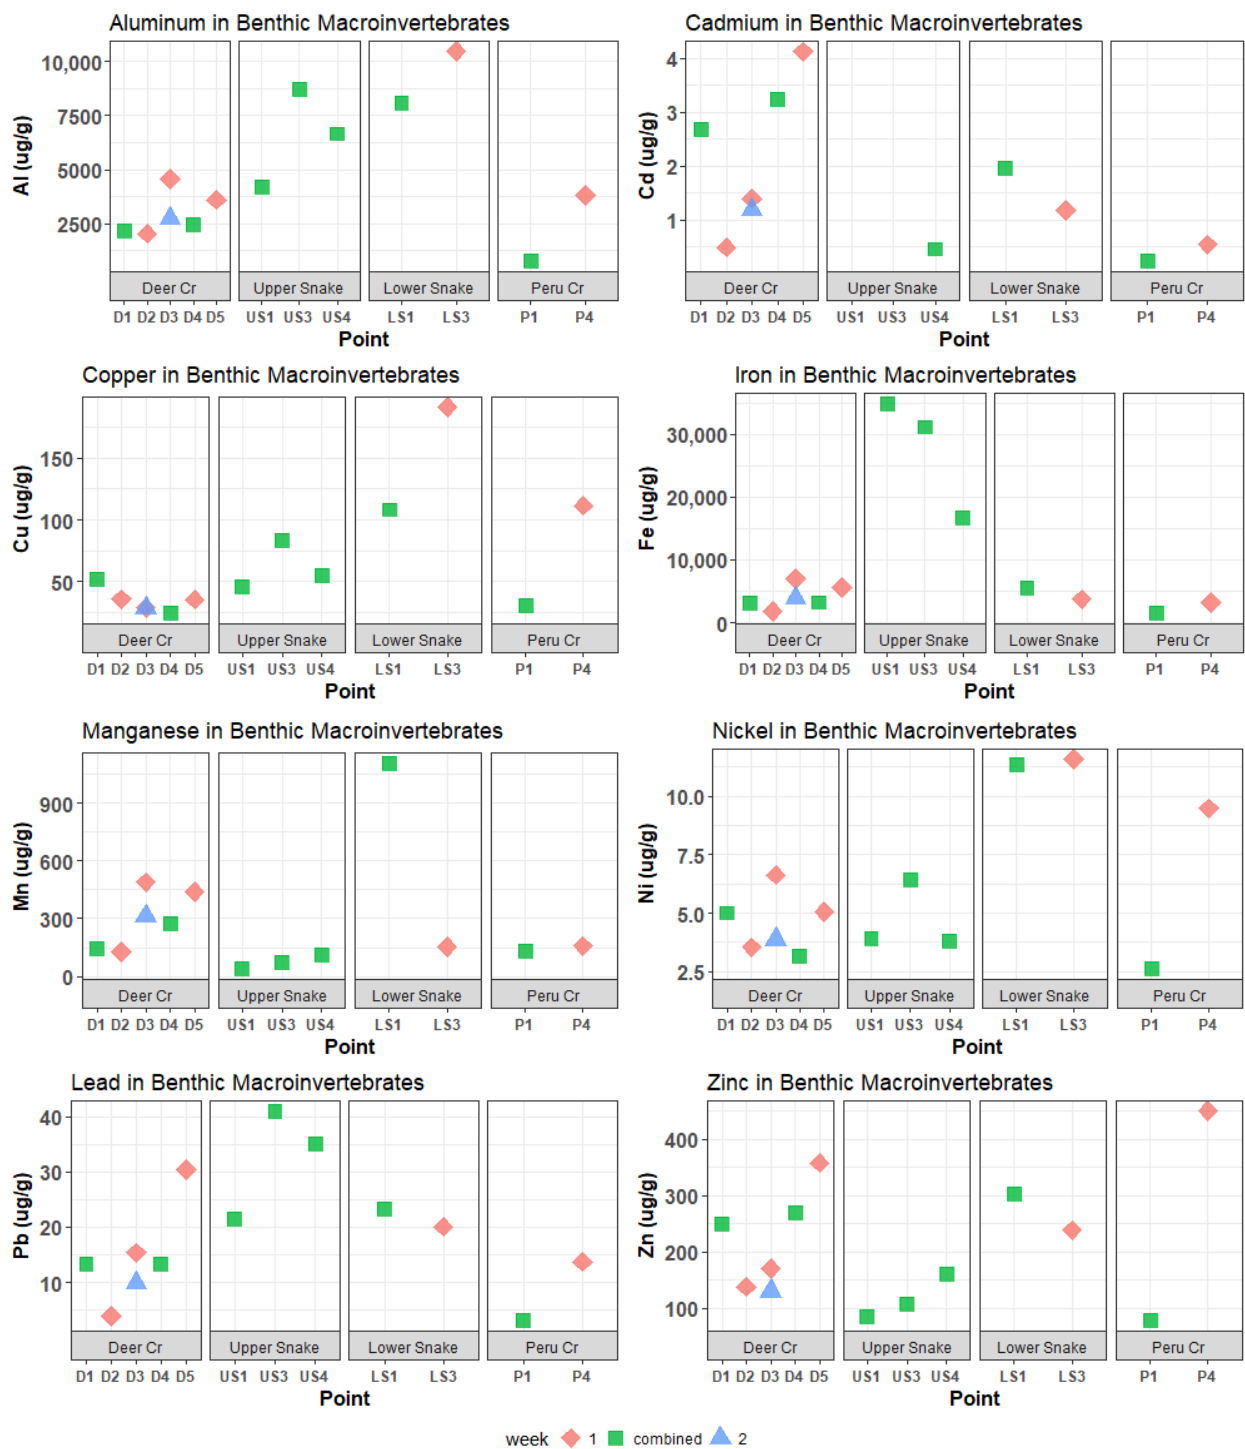 Aluminum in Benthic Macroinvertebrates
Al (ug/g)
10,000
7500
5000
2500
Deer Cr Upper Snake Lower Snake Peru Cr
D1 D2 D3 D4 D5 US1 US3 US4 LS1 LS3 P1 P4
Point
Cadmium in Benthic Macroinvertebrates
Cd (ug/g)
4
3
2
1
Deer Cr Upper Snake Lower Snake Peru Cr
D1 D2 D3 D4 D5 US1 US3 US4 LS1 LS3 P1 P4
Point
Copper in Benthic Macroinvertebrates
Cu (ug/g)
150
100
50
Deer Cr Upper Snake Lower Snake Peru Cr
D1 D2 D3 D4 D5 US1 US3 US4 LS1 LS3 P1 P4
Point
Iron in Benthic Macroinvertebrates
Fe (ug/g)
30,000
20,000
10,000
0
Deer Cr Upper Snake Lower Snake Peru Cr
D1 D2 D3 D4 D5 US1 US3 US4 LS1 LS3 P1 P4
Point
Manganese in Benthic Macroinvertebrates
Mn (ug/g)
900
600
300
0
Deer Cr Upper Snake Lower Snake Peru Cr
D1 D2 D3 D4 D5 US1 US3 US4 LS1 LS3 P1 P4
Point
Nickel in Benthic Macroinvertebrates
Ni (ug/g)
10.0
7.5
5.0
2.5
Deer Cr Upper Snake Lower Snake Peru Cr
D1 D2 D3 D4 D5 US1 US3 US4 LS1 LS3 P1 P4
Point
Lead in Benthic Macroinvertebrates
Pb (ug/g)
40
30
20
10
Deer Cr Upper Snake Lower Snake Peru Cr
D1 D2 D3 D4 D5 US1 US3 US4 LS1 LS3 P1 P4
Point
Zinc in Benthic Macroinvertebrates
Zn (ug/g)
400
300
200
100
Deer Cr Upper Snake Lower Snake Peru Cr
D1 D2 D3 D4 D5 US1 US3 US4 LS1 LS3 P1 P4
Point
week 1 combined 2